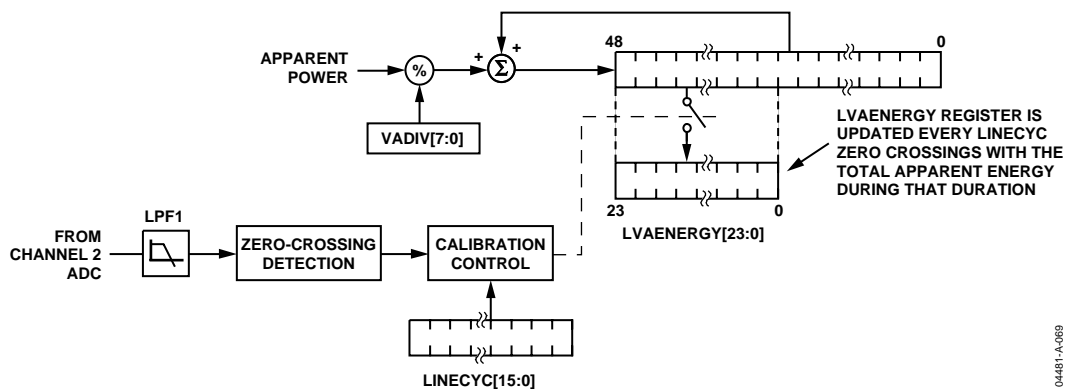 48
0
+
+
APPARENT
POWER
%
Σ
VADIV[7:0]
LVAENERGY REGISTER IS
UPDATED EVERY LINECYC
ZERO CROSSINGS WITH THE
TOTAL APPARENT ENERGY
DURING THAT DURATION
23
0
LVAENERGY[23:0]
LPF1
FROM
CHANNEL 2
ADC
ZERO-CROSSING
DETECTION
CALIBRATION
CONTROL
LINECYC[15:0]
04481-A-069